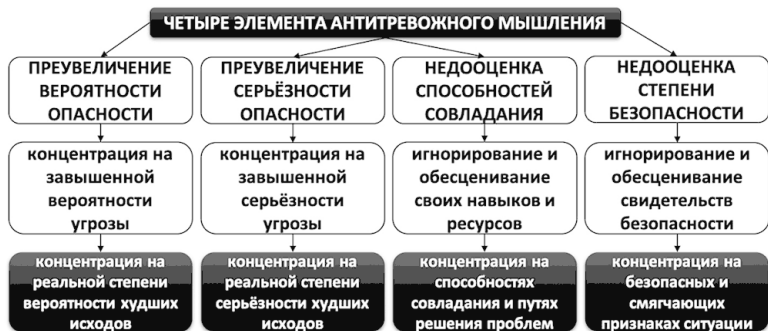 ЧЕТЫРЕ ЭЛЕМЕНТА АНТИТРЕВОЖНОГО МЫШЛЕНИЯ
ПРЕУВЕЛИЧЕНИЕ
ВЕРОЯТНОСТИ
ОПАСНОСТИ
ПРЕУВЕЛИЧЕНИЕ
СЕРЬЁЗНОСТИ
ОПАСНОСТИ
НЕДООЦЕНКА
СПОСОБНОСТЕЙ
СОВЛАДАНИЯ
НЕДООЦЕНКА
СТЕПЕНИ
БЕЗОПАСНОСТИ
концентрация на
завышенной
вероятности
угрозы
концентрация на
завышенной
серьёзности
угрозы
игнорирование и
обесценивание
своих навыков и
ресурсов
игнорирование и
обесценивание
свидетельств
безопасности
концентрация на
реальной степени
вероятности худших
исходов
концентрация на
реальной степени
серьёзности худших
исходов
концентрация на
способностях
совладания и путях
решения проблем
концентрация на
безопасных и
смягчающих
признаках ситуации